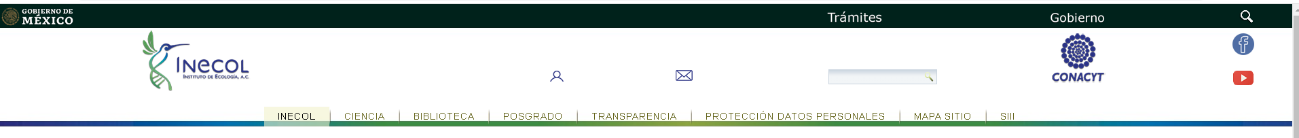 GOBIERNO DE
MÉXICO
Trámites
Gobierno
INECOL
INSTITUTO DE ECOLOGÍA, A.C.
CONACYT
INECOL
CIENCIA
BIBLIOTECA
POSGRADO
TRANSPARENCIA
PROTECCIÓN DATOS PERSONALES
MAPA SITIO
SIII